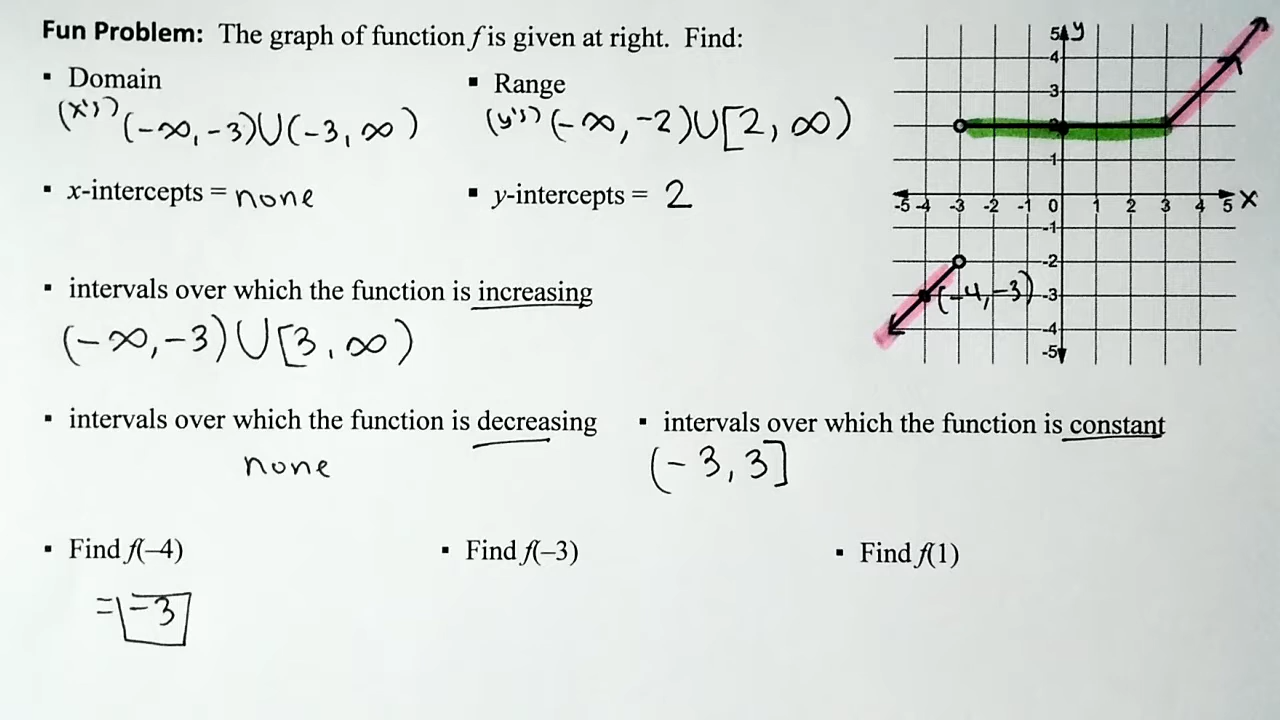 Fun Problem: The graph of function f is given at right. Find:
▪ Domain
(x's) (-∞, -3)∪(-3, ∞)
▪ Range
(y's) (-∞, -2)∪[2, ∞)
▪ x-intercepts = none
▪ y-intercepts = 2
▪ intervals over which the function is increasing
(-∞, -3)∪[3, ∞)
▪ intervals over which the function is decreasing
none
▪ intervals over which the function is constant
(-3, 3]
▪ Find f(–4)
= -3
▪ Find f(–3)
▪ Find f(1)
5 y
4
3
2
1
-5 -4 -3 -2 -1 0 1 2 3 4 5 x
-1
-2
(-4, -3) -3
-4
-5